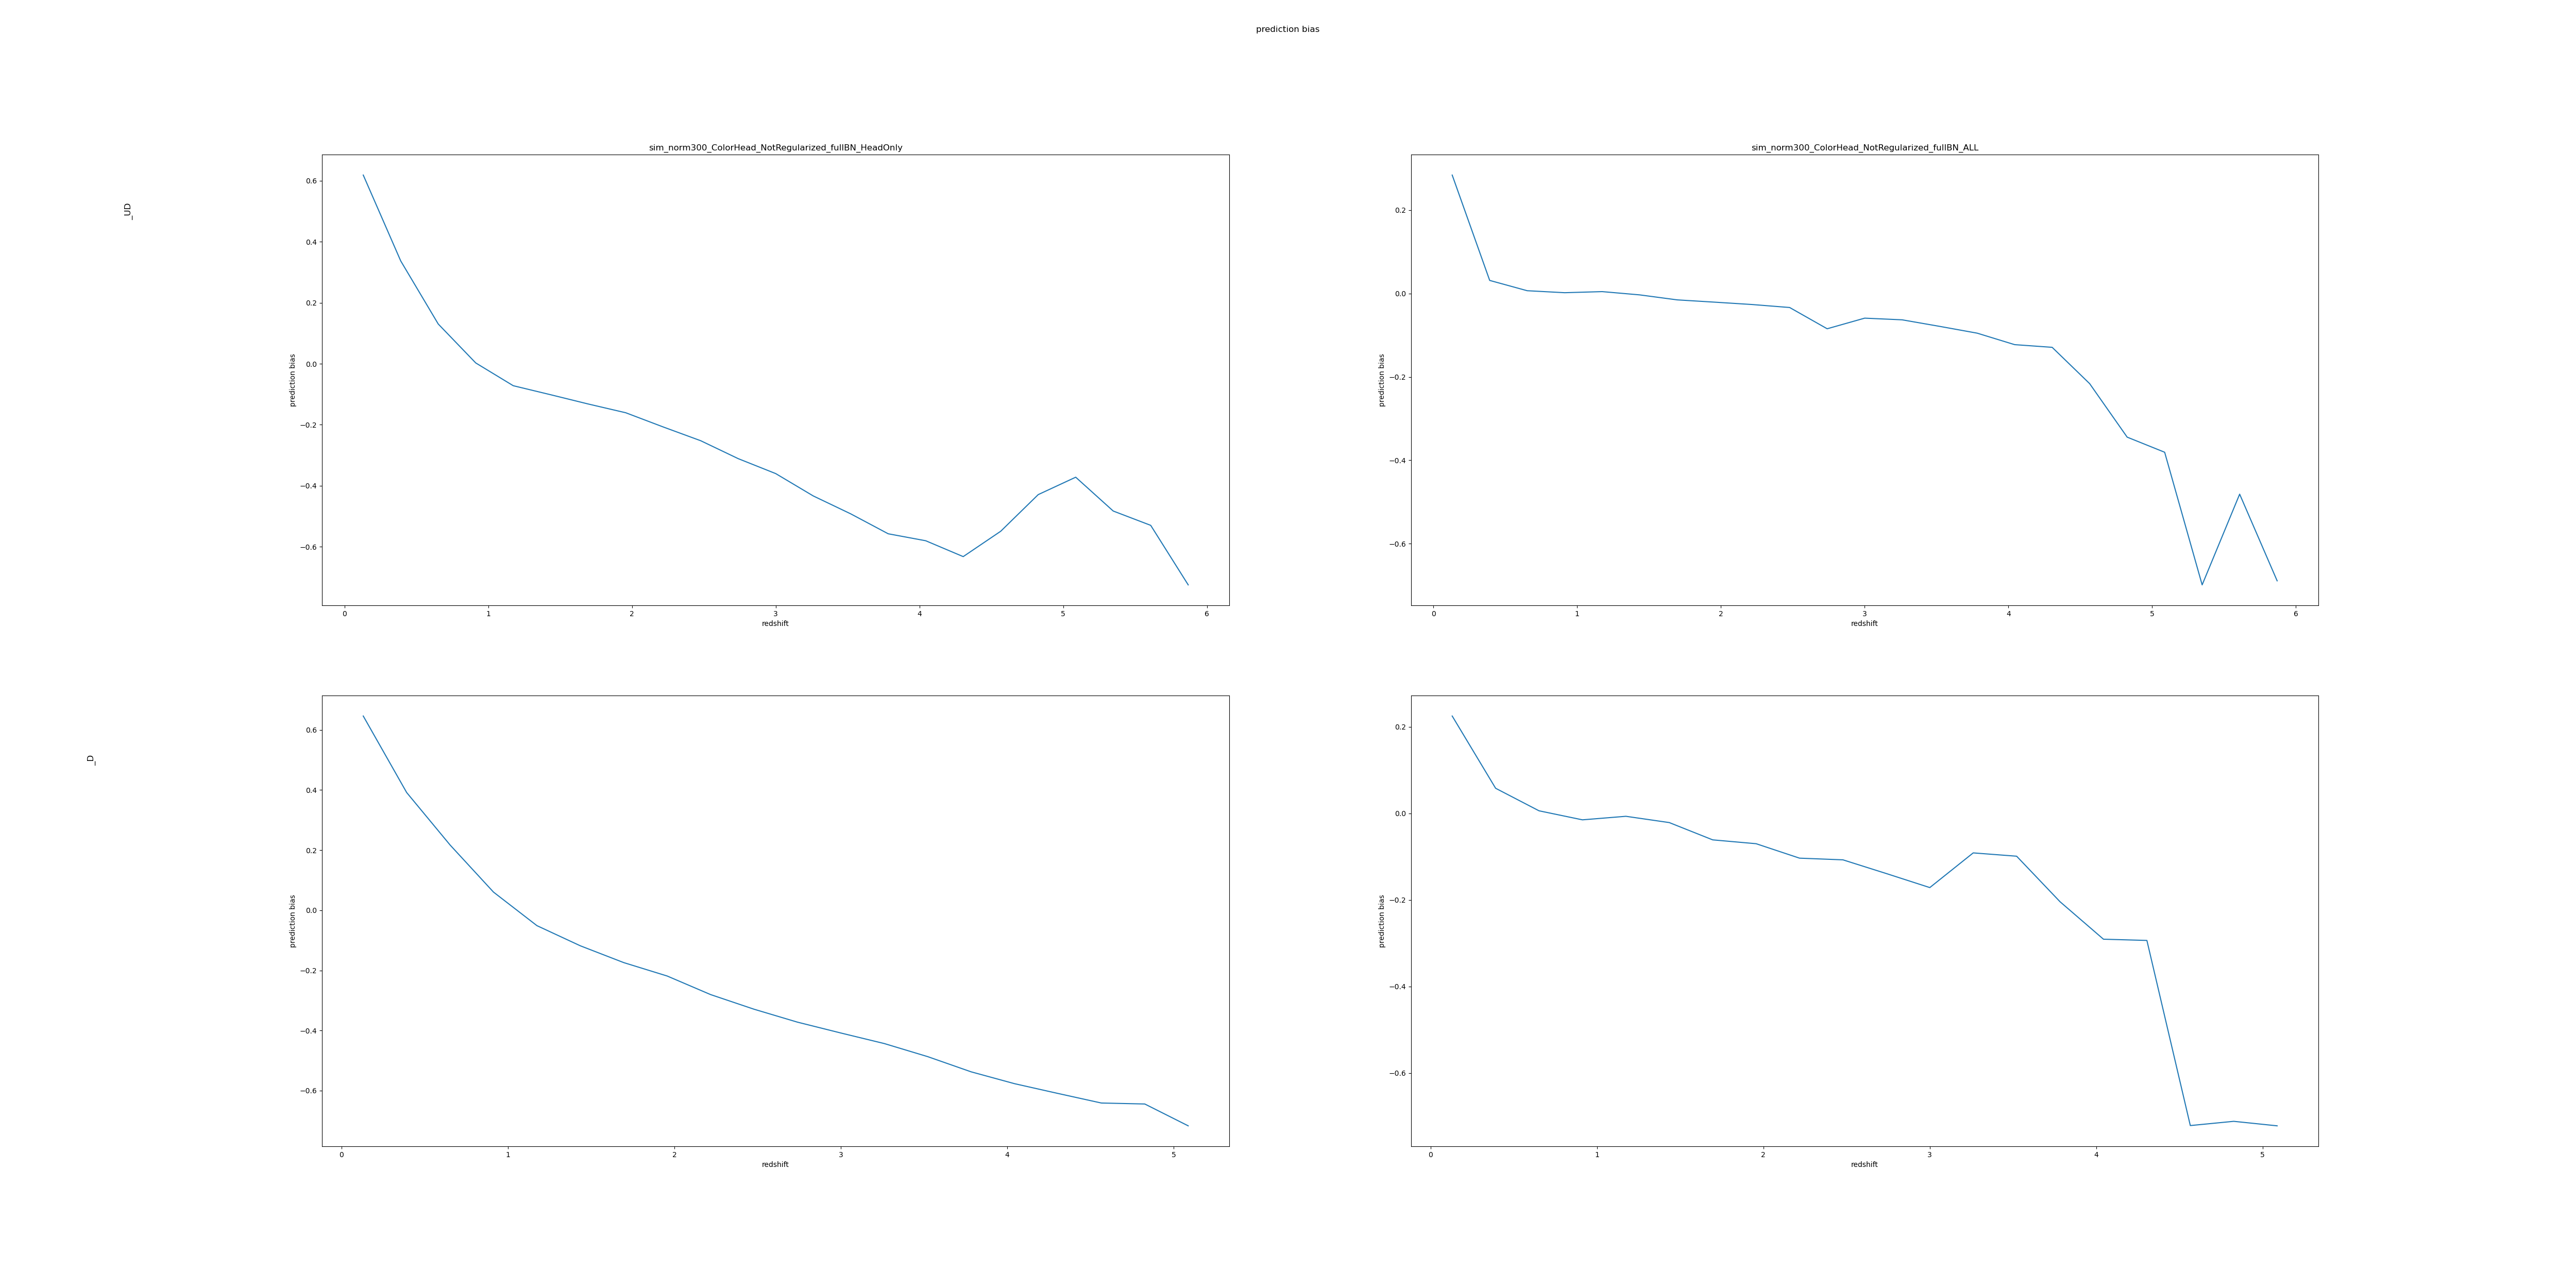 prediction bias
sim_norm300_ColorHead_NotRegularized_fullBN_HeadOnly
sim_norm300_ColorHead_NotRegularized_fullBN_ALL
_UD
prediction bias
0.6
0.4
0.2
0.0
−0.2
−0.4
−0.6
0 1 2 3 4 5 6
redshift
prediction bias
0.2
0.0
−0.2
−0.4
−0.6
0 1 2 3 4 5 6
redshift
_D
prediction bias
0.6
0.4
0.2
0.0
−0.2
−0.4
−0.6
0 1 2 3 4 5
redshift
prediction bias
0.2
0.0
−0.2
−0.4
−0.6
0 1 2 3 4 5
redshift